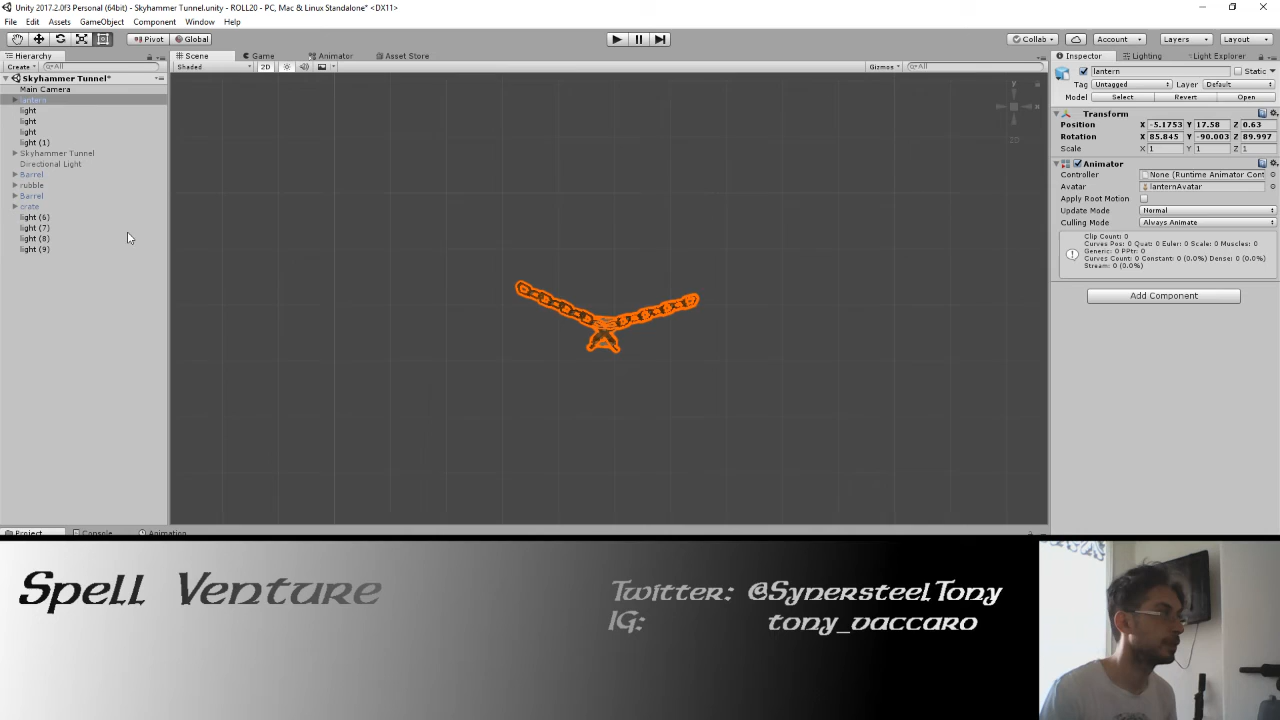 Unity 2017.2.0f3 Personal (64bit) - Skyhammer Tunnel.unity - ROLL20 - PC, Mac & Linux Standalone* <DX11>
File Edit Assets GameObject Component Window Help
Pivot Global Collab Account Layers Layout
Hierarchy Scene Game Animator Asset Store Inspector Lighting Light Explorer
Create All Shaded 2D Gizmos All lantern Static
Skyhammer Tunnel*
Main Camera
lantern
light
light
light
light (1)
Skyhammer Tunnel
Directional Light
Barrel
rubble
Barrel
crate
light (6)
light (7)
light (8)
light (9)
y
x
2D
Tag Untagged Layer Default
Model Select Revert Open
Transform
Position X -5.1753 Y 17.58 Z 0.63
Rotation X 85.845 Y -90.003 Z 89.997
Scale X 1 Y 1 Z 1
Animator
Controller None (Runtime Animator Cont
Avatar lanternAvatar
Apply Root Motion
Update Mode Normal
Culling Mode Always Animate
Clip Count: 0
Curves Pos: 0 Quat: 0 Euler: 0 Scale: 0 Muscles: 0
Generic: 0 PPtr: 0
Curves Count: 0 Constant: 0 (0.0%) Dense: 0 (0.0%)
Stream: 0 (0.0%)
Add Component
Project Console Animation
Spell Venture
Twitter: @SynersteelTony
IG: tony_vaccaro